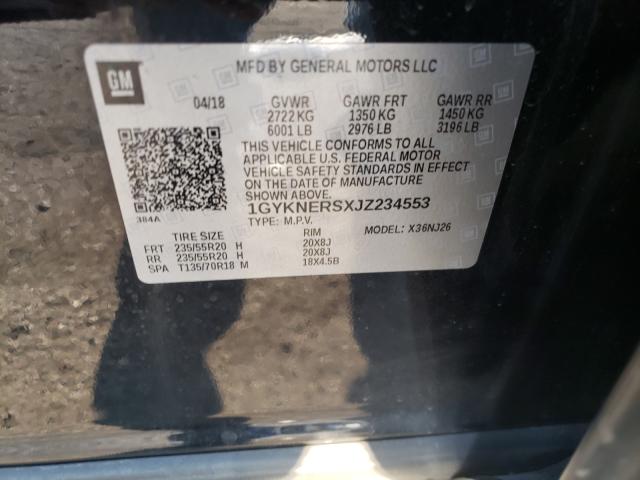 GM
MFD BY GENERAL MOTORS LLC
04/18 GVWR GAWR FRT GAWR RR
2722 KG 1350 KG 1450 KG
6001 LB 2976 LB 3196 LB
THIS VEHICLE CONFORMS TO ALL
APPLICABLE U.S. FEDERAL MOTOR
VEHICLE SAFETY STANDARDS IN EFFECT
ON THE DATE OF MANUFACTURE
SHOWN ABOVE.
1GYKNERSXJZ234553
384A
TYPE: M.P.V. MODEL: X36NJ26
TIRE SIZE RIM
FRT 235/55R20 H 20X8J
RR 235/55R20 H 20X8J
SPA T135/70R18 M 18X4.5B